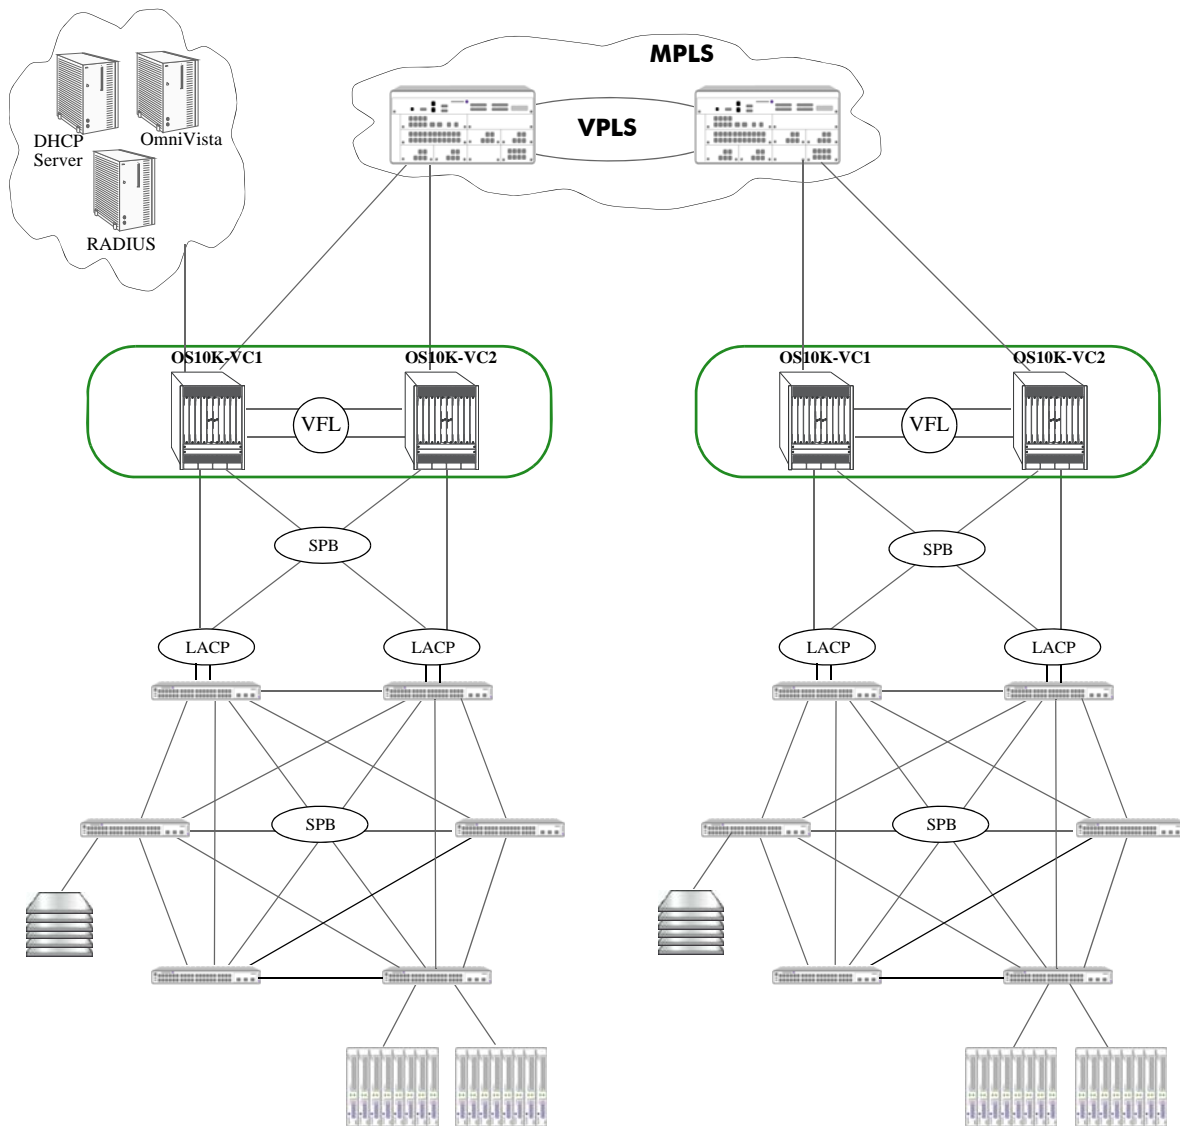 MPLS
VPLS
DHCP
Server
OmniVista
RADIUS
OS10K-VC1
OS10K-VC2
OS10K-VC1
OS10K-VC2
VFL
VFL
SPB
SPB
LACP
LACP
LACP
LACP
SPB
SPB